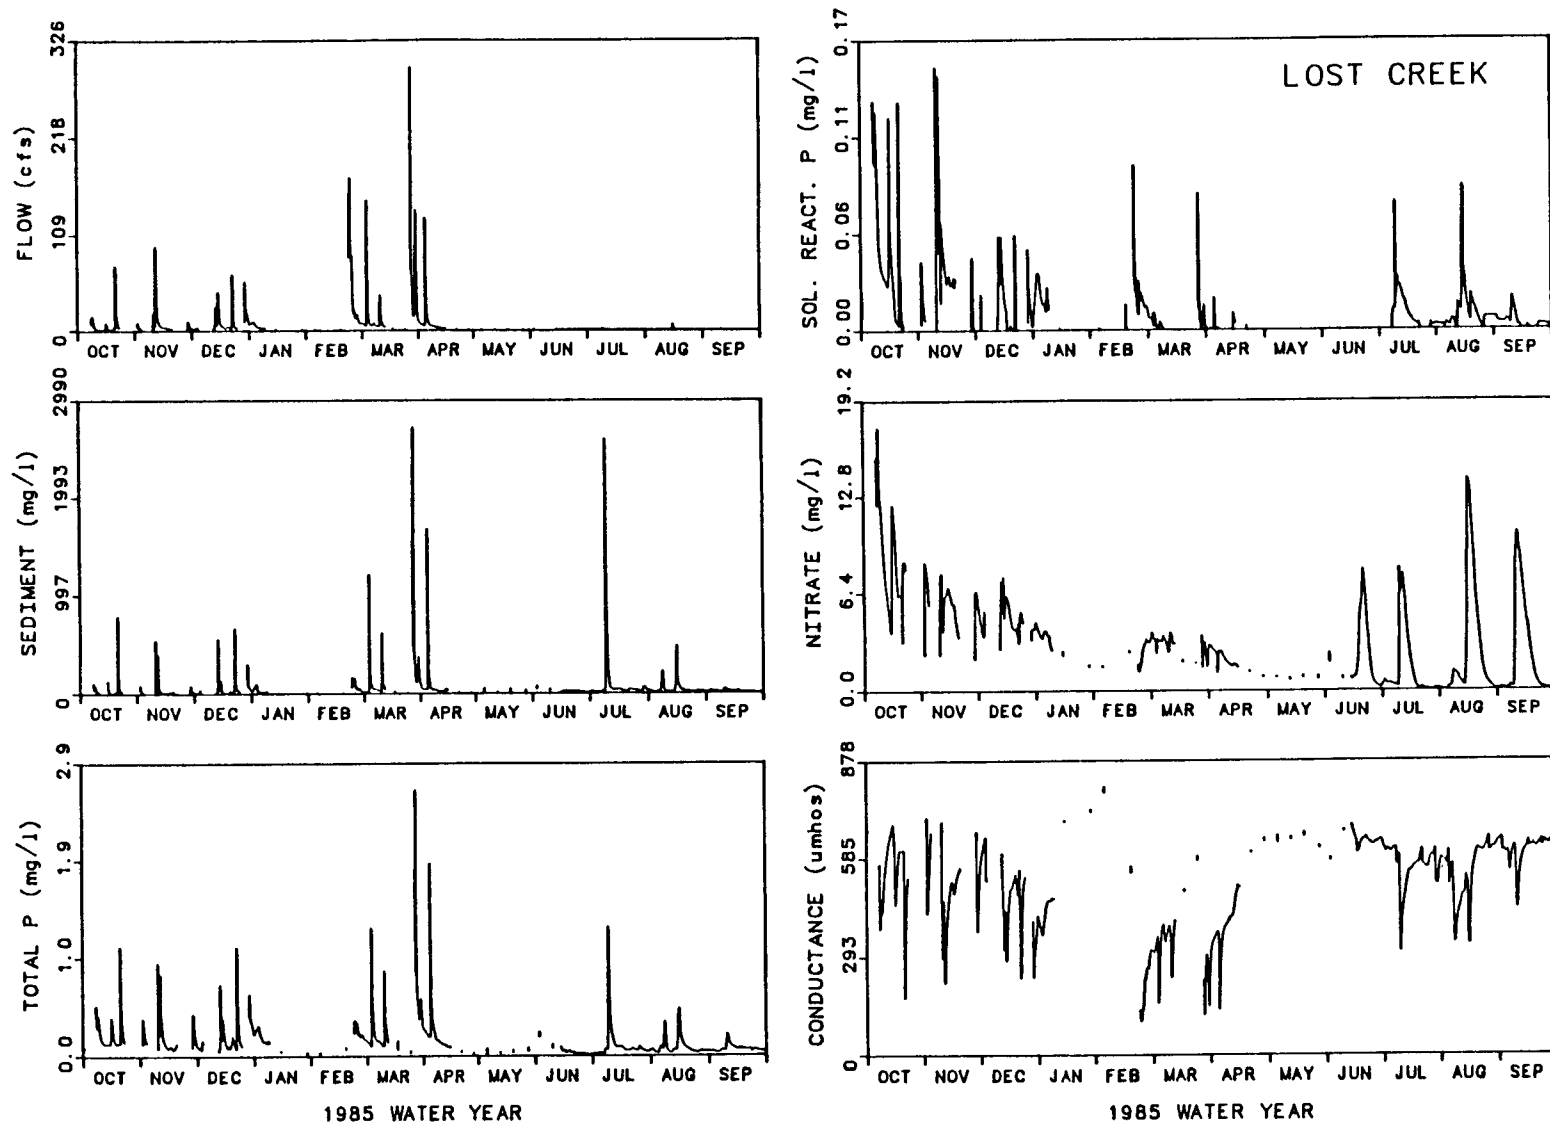 FLOW (cfs)
326
218
109
0
OCT NOV DEC JAN FEB MAR APR MAY JUN JUL AUG SEP
SEDIMENT (mg/l)
2990
1993
997
0
OCT NOV DEC JAN FEB MAR APR MAY JUN JUL AUG SEP
TOTAL P (mg/l)
2.9
1.9
1.0
0.0
OCT NOV DEC JAN FEB MAR APR MAY JUN JUL AUG SEP
1985 WATER YEAR
LOST CREEK
SOL. REACT. P (mg/l)
0.17
0.11
0.06
0.00
OCT NOV DEC JAN FEB MAR APR MAY JUN JUL AUG SEP
NITRATE (mg/l)
19.2
12.8
6.4
0.0
OCT NOV DEC JAN FEB MAR APR MAY JUN JUL AUG SEP
CONDUCTANCE (umhos)
878
585
293
0
OCT NOV DEC JAN FEB MAR APR MAY JUN JUL AUG SEP
1985 WATER YEAR